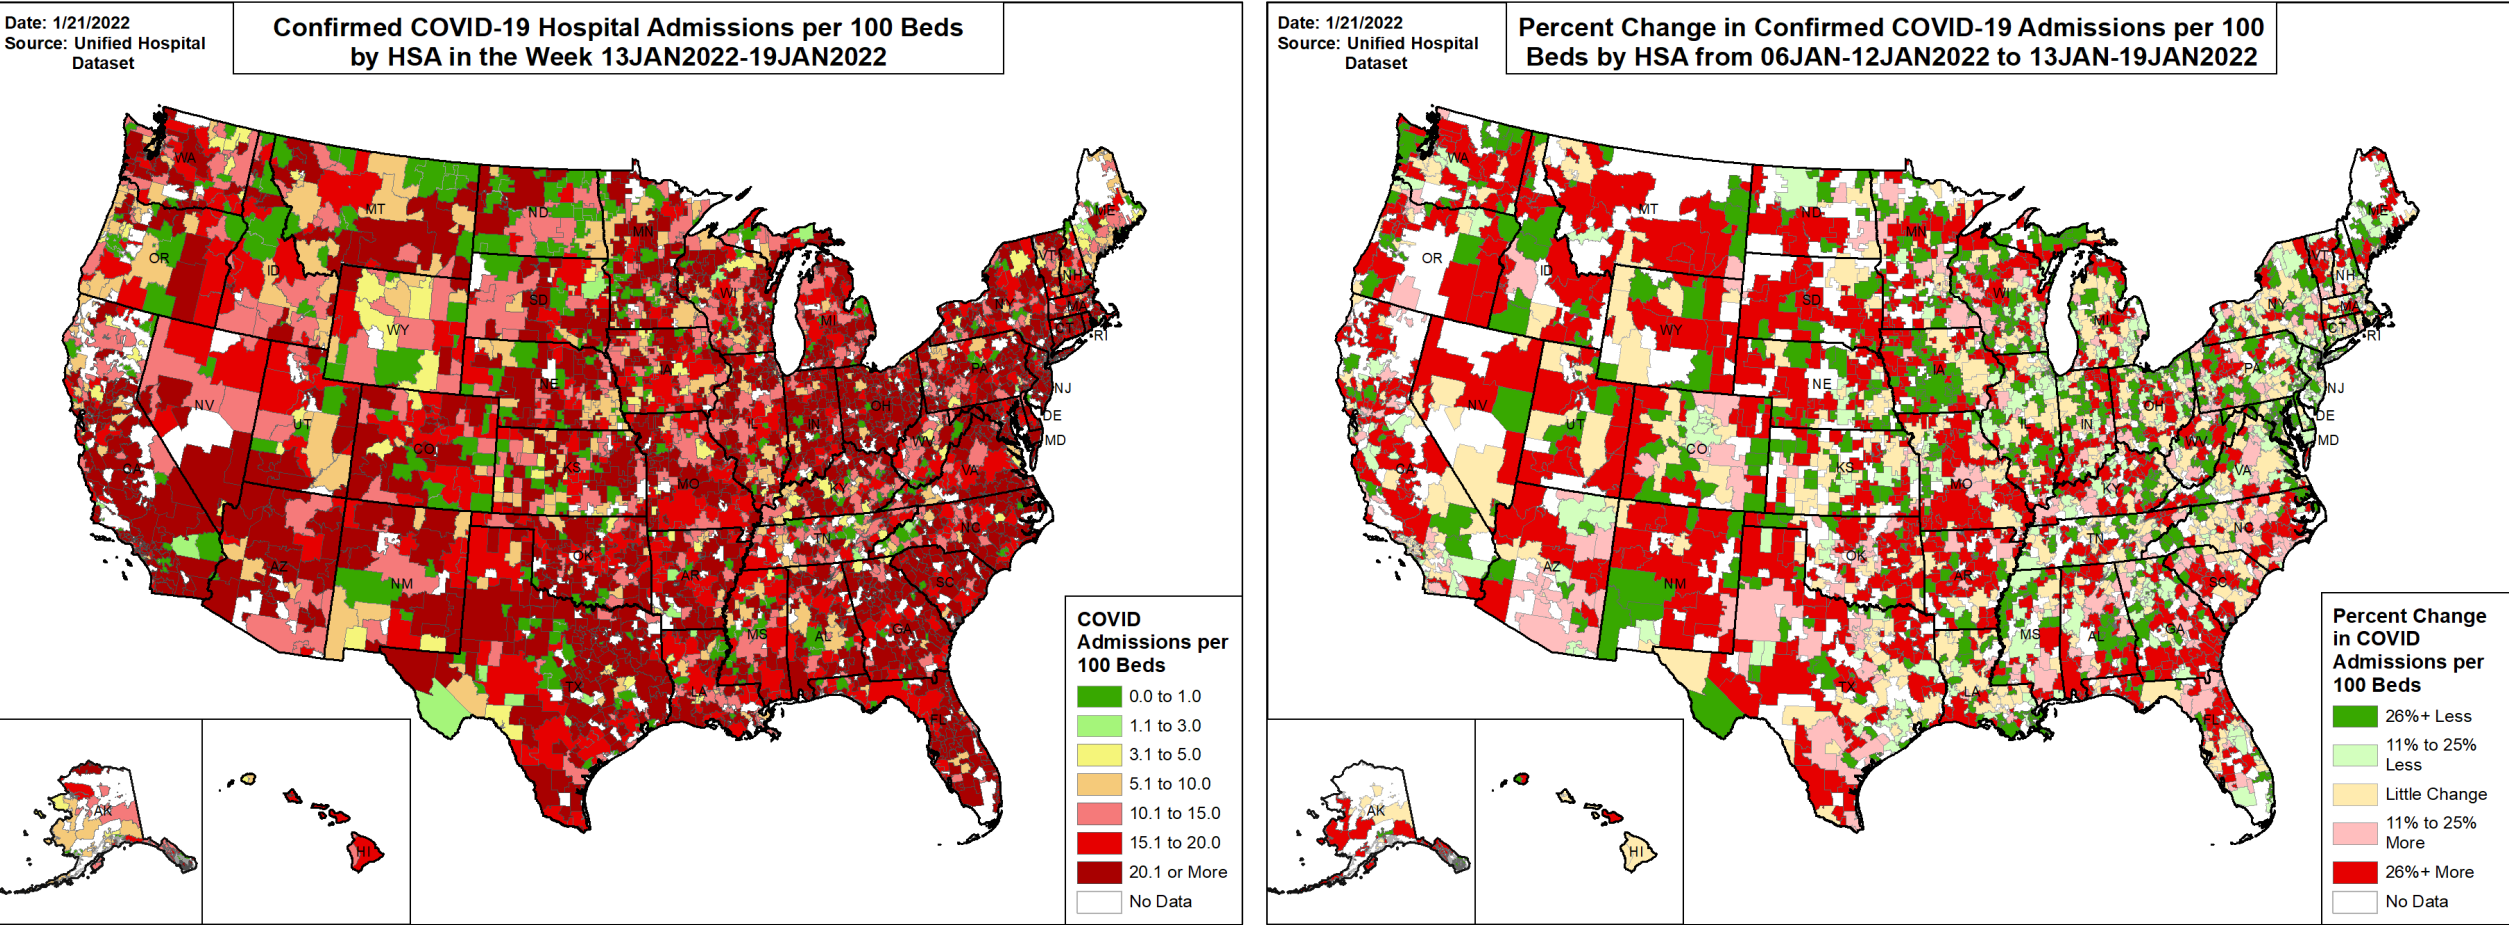 Date: 1/21/2022
Source: Unified Hospital
Dataset
Confirmed COVID-19 Hospital Admissions per 100 Beds
by HSA in the Week 13JAN2022-19JAN2022
WA
MT
ND
MN
ME
OR
ID
SD
WI
VT
NH
NY
MA
CT
RI
WY
MI
IA
NE
PA
NJ
NV
UT
CO
IL
IN
OH
DE
MD
WV
VA
CA
KS
MO
KY
NC
TN
AZ
NM
OK
AR
SC
MS
AL
GA
TX
LA
FL
AK
HI
COVID
Admissions per
100 Beds
0.0 to 1.0
1.1 to 3.0
3.1 to 5.0
5.1 to 10.0
10.1 to 15.0
15.1 to 20.0
20.1 or More
No Data
Date: 1/21/2022
Source: Unified Hospital
Dataset
Percent Change in Confirmed COVID-19 Admissions per 100
Beds by HSA from 06JAN-12JAN2022 to 13JAN-19JAN2022
WA
MT
ND
MN
ME
OR
ID
SD
WI
VT
NH
NY
MA
CT
RI
WY
MI
IA
NE
PA
NJ
NV
UT
CO
IL
IN
OH
DE
MD
WV
VA
CA
KS
MO
KY
NC
TN
AZ
NM
OK
AR
SC
MS
AL
GA
TX
LA
FL
AK
HI
Percent Change
in COVID
Admissions per
100 Beds
26%+ Less
11% to 25%
Less
Little Change
11% to 25%
More
26%+ More
No Data